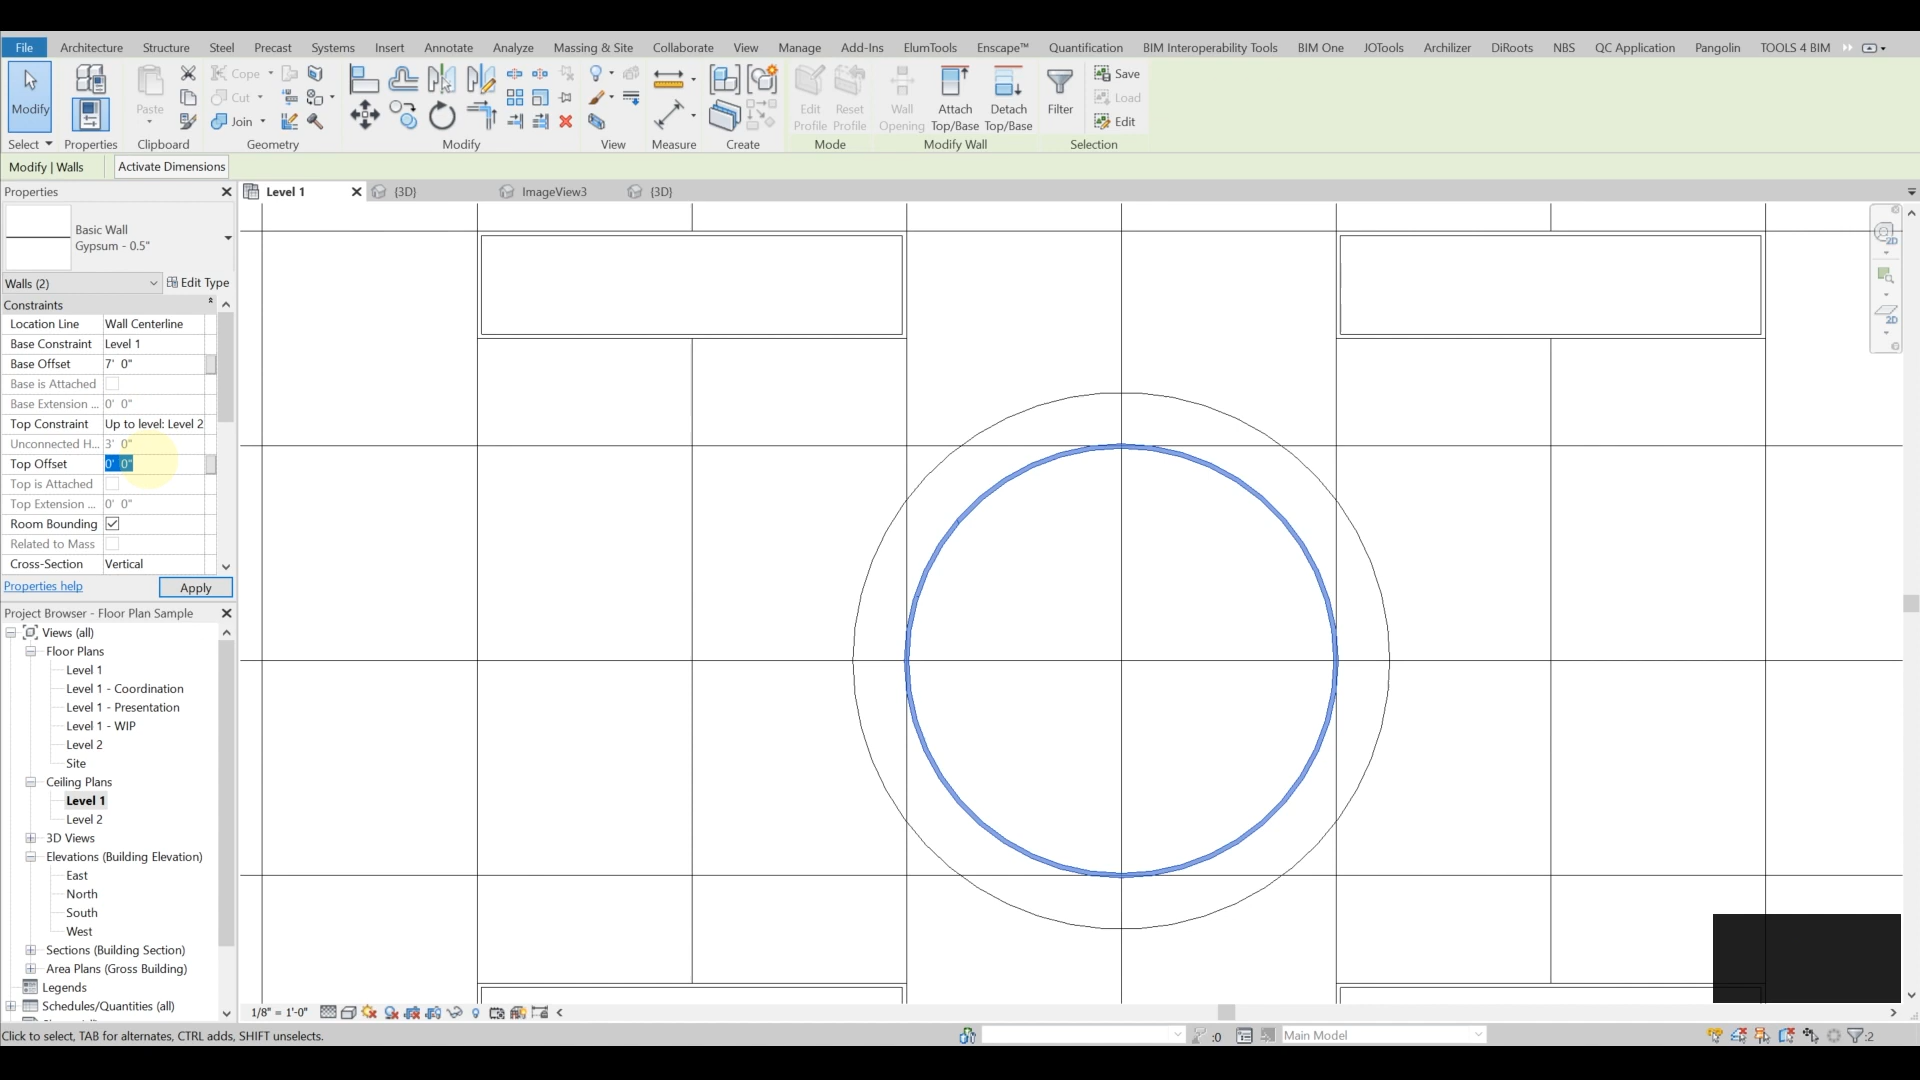 File Architecture Structure Steel Precast Systems Insert Annotate Analyze Massing & Site Collaborate View Manage Add-Ins ElumTools Enscape™ Quantification BIM Interoperability Tools BIM One JOTools Archilizer DiRoots NBS QC Application Pangolin TOOLS 4 BIM
Cope Save
Paste Cut Load
Modify Edit Reset Wall Attach Detach Filter
Join Profile Profile Opening Top/Base Top/Base Edit
Select Properties Clipboard Geometry Modify View Measure Create Mode Modify Wall Selection
Modify | Walls Activate Dimensions
Properties Level 1 {3D} ImageView3 {3D}
Basic Wall
Gypsum - 0.5"
Walls (2) Edit Type
Constraints
Location Line Wall Centerline
Base Constraint Level 1
Base Offset 7' 0"
Base is Attached
Base Extension ... 0' 0"
Top Constraint Up to level: Level 2
Unconnected H... 3' 0"
Top Offset 0' 0"
Top is Attached
Top Extension ... 0' 0"
Room Bounding
Related to Mass
Cross-Section Vertical
Properties help Apply
Project Browser - Floor Plan Sample
Views (all)
Floor Plans
Level 1
Level 1 - Coordination
Level 1 - Presentation
Level 1 - WIP
Level 2
Site
Ceiling Plans
Level 1
Level 2
3D Views
Elevations (Building Elevation)
East
North
South
West
Sections (Building Section)
Area Plans (Gross Building)
Legends
Schedules/Quantities (all)
2D
2D
1/8" = 1'-0"
Click to select, TAB for alternates, CTRL adds, SHIFT unselects. :0 Main Model :2